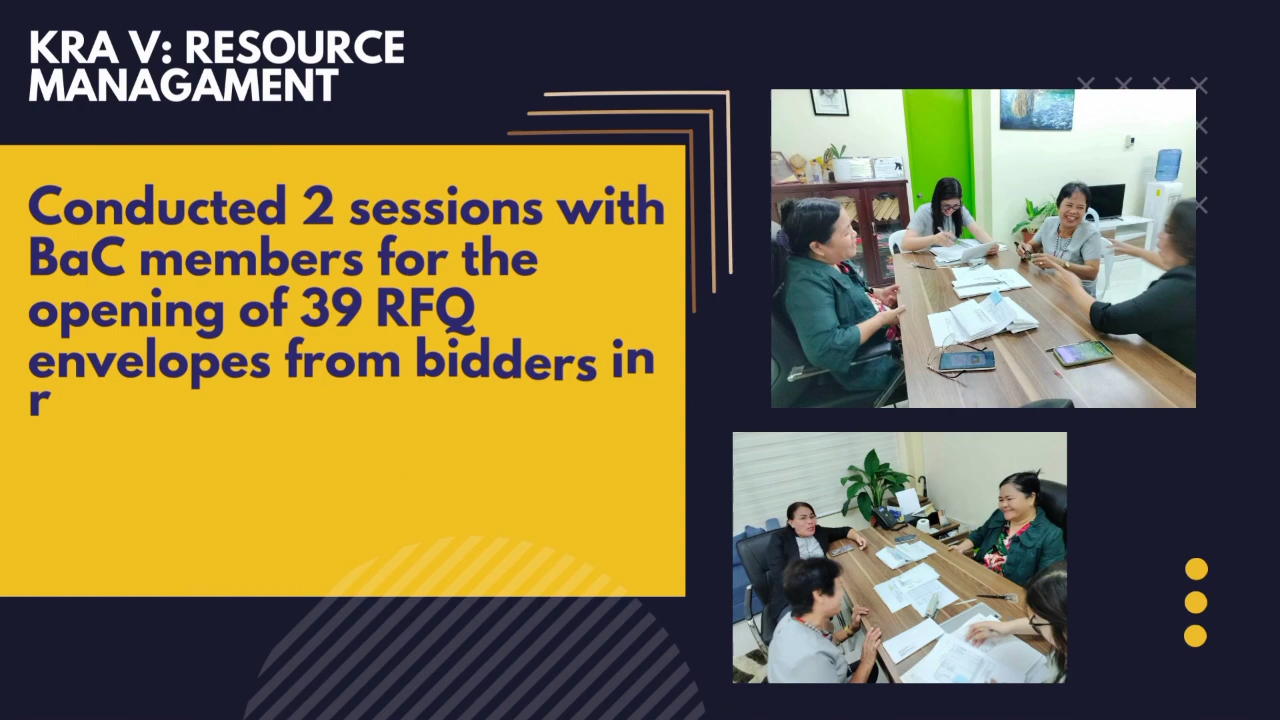 KRA V: RESOURCE
MANAGAMENT
Conducted 2 sessions with
BaC members for the
opening of 39 RFQ
envelopes from bidders in
r